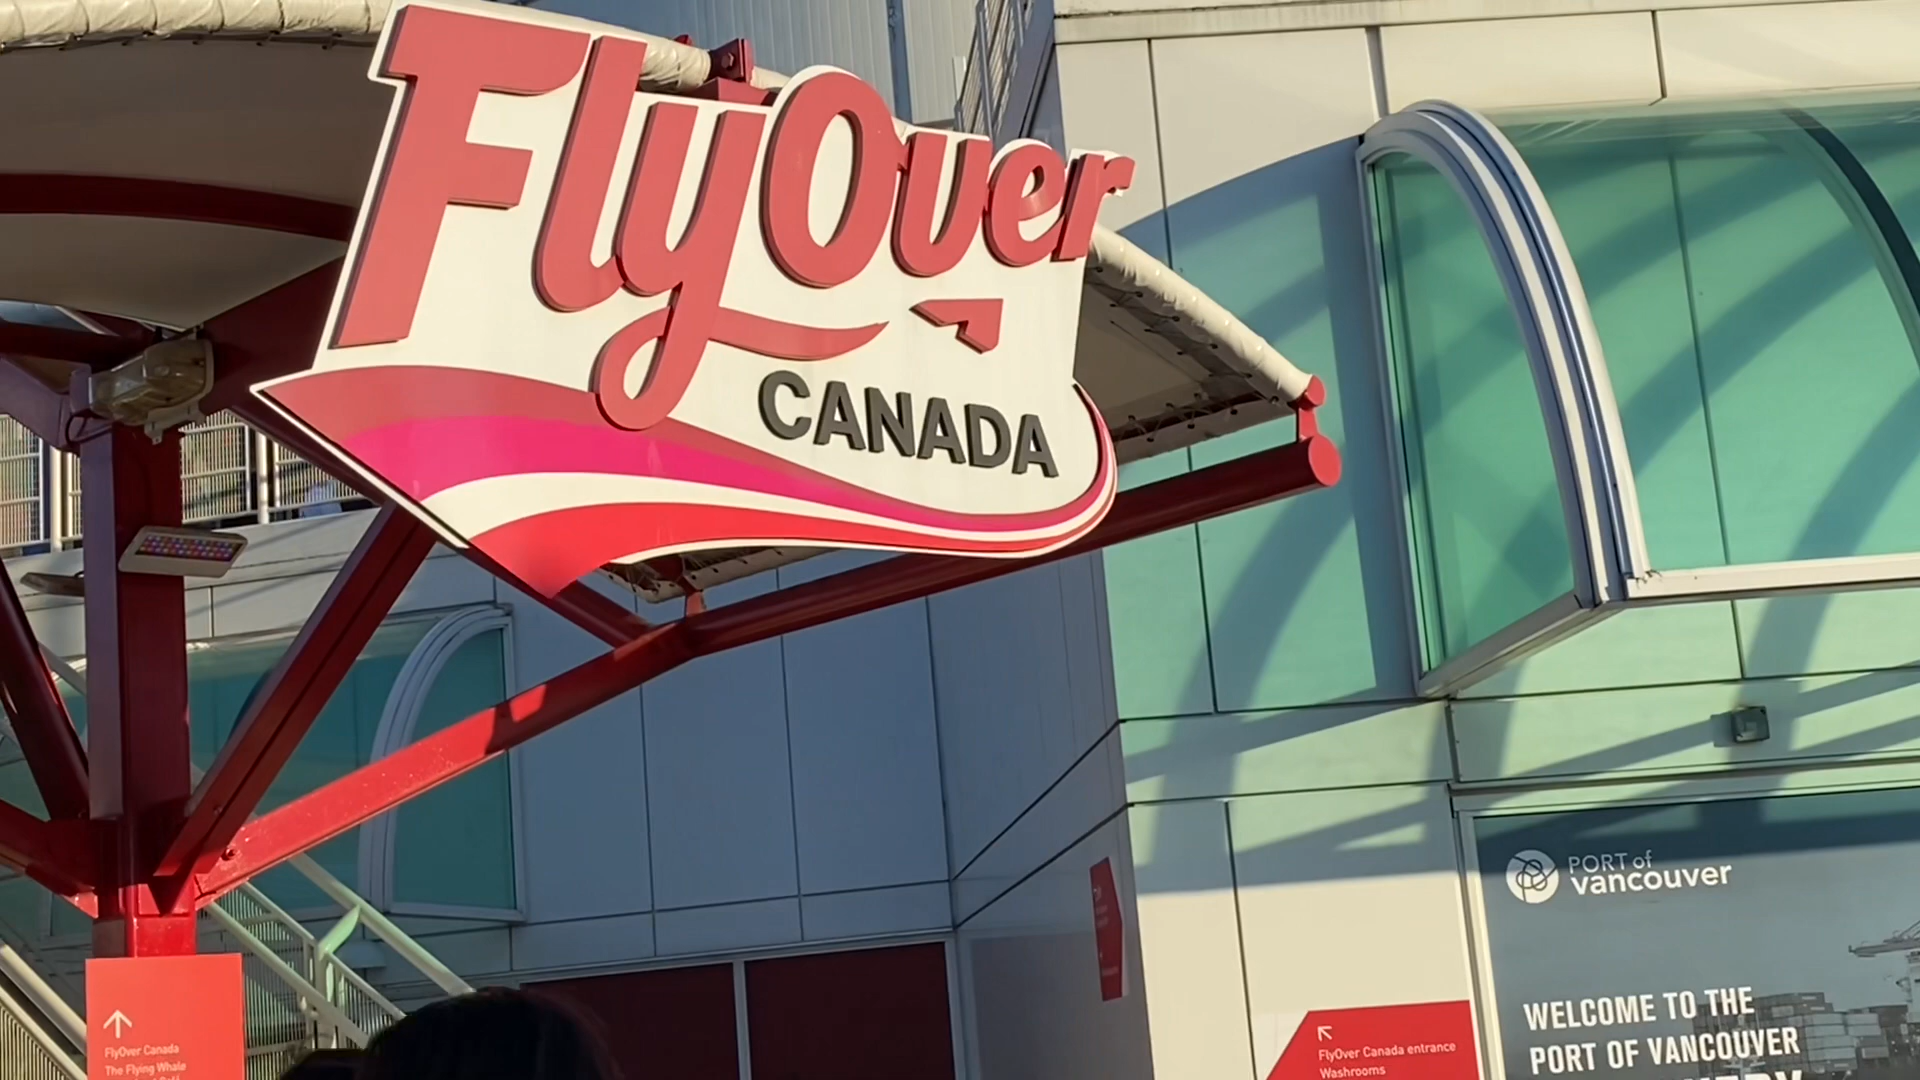 FlyOver
CANADA
PORT of
vancouver
WELCOME TO THE
PORT OF VANCOUVER
FlyOver Canada entrance
Washrooms
FlyOver Canada
The Flying Whale